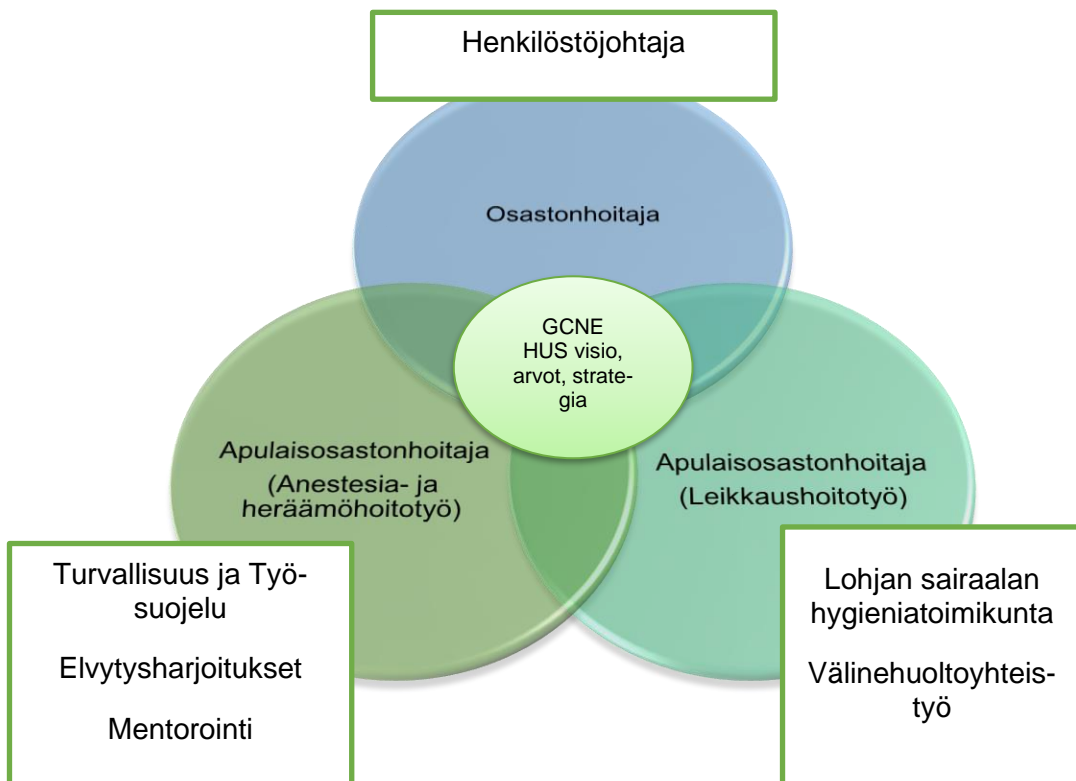 Henkilöstöjohtaja
Osastonhoitaja
GCNE
HUS visio,
arvot, strate-
gia
Apulaisosastonhoitaja
(Anestesia- ja
heräämöhoitotyö)
Apulaisosastonhoitaja
(Leikkaushoitotyö)
Turvallisuus ja Työ-
suojelu
Elvytysharjoitukset
Mentorointi
Lohjan sairaalan
hygieniatoimikunta
Välinehuoltoyhteis-
työ